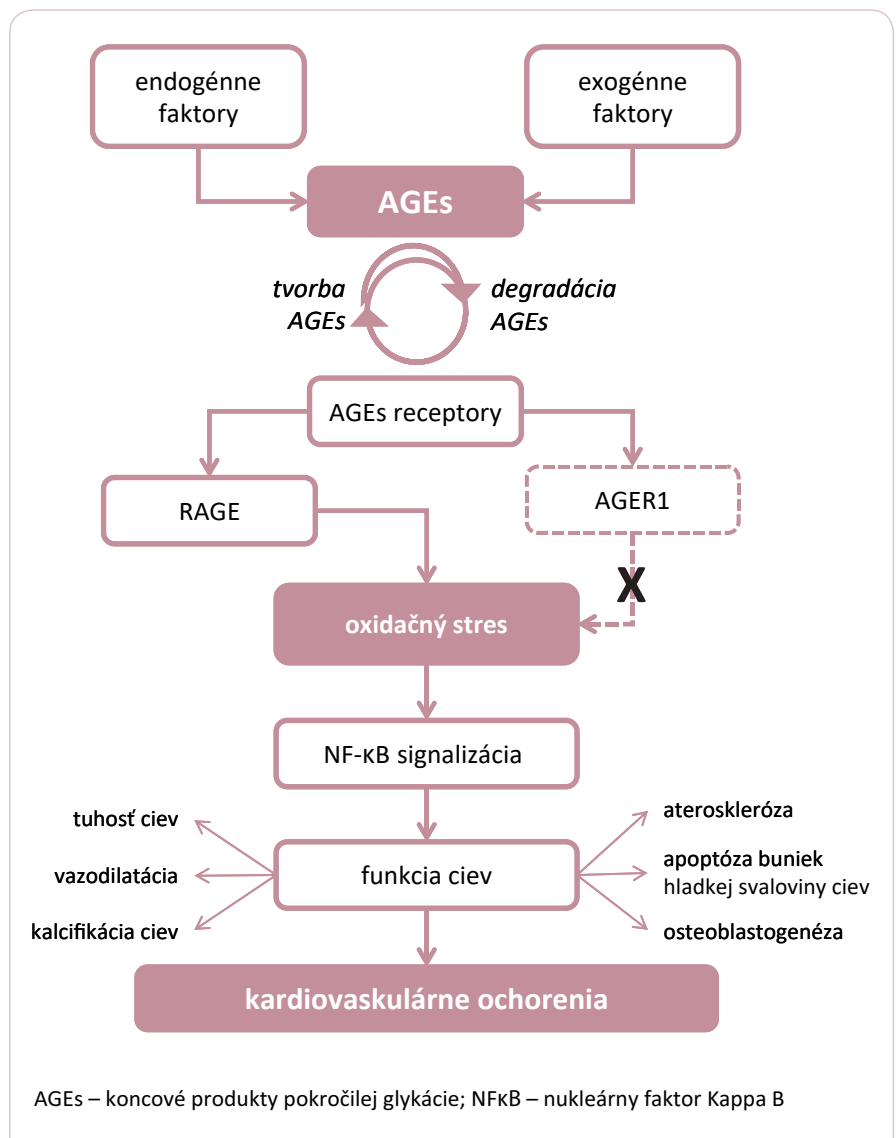 endogénne
faktory
exogénne
faktory
AGEs
tvorba
AGEs
degradácia
AGEs
AGEs receptory
RAGE
AGER1
X
oxidačný stres
NF-κB signalizácia
tuhosť ciev
vazodilatácia
kalcifikácia ciev
funkcia ciev
ateroskleróza
apoptóza buniek
hladkej svaloviny ciev
osteoblastogenéza
kardiovaskulárne ochorenia
AGEs – koncové produkty pokročilej glykácie; NFκB – nukleárny faktor Kappa B